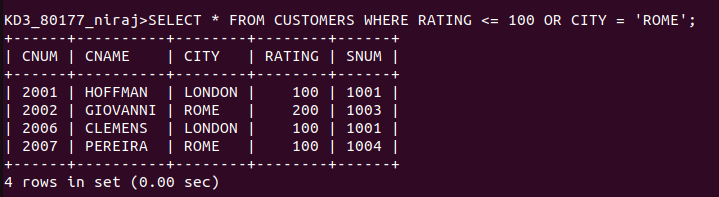 KD3_80177_niraj>SELECT * FROM CUSTOMERS WHERE RATING <= 100 OR CITY = 'ROME';
+------+----------+--------+--------+------+
| CNUM | CNAME    | CITY   | RATING | SNUM |
+------+----------+--------+--------+------+
| 2001 | HOFFMAN  | LONDON |    100 | 1001 |
| 2002 | GIOVANNI | ROME   |    200 | 1003 |
| 2006 | CLEMENS  | LONDON |    100 | 1001 |
| 2007 | PEREIRA  | ROME   |    100 | 1004 |
+------+----------+--------+--------+------+
4 rows in set (0.00 sec)